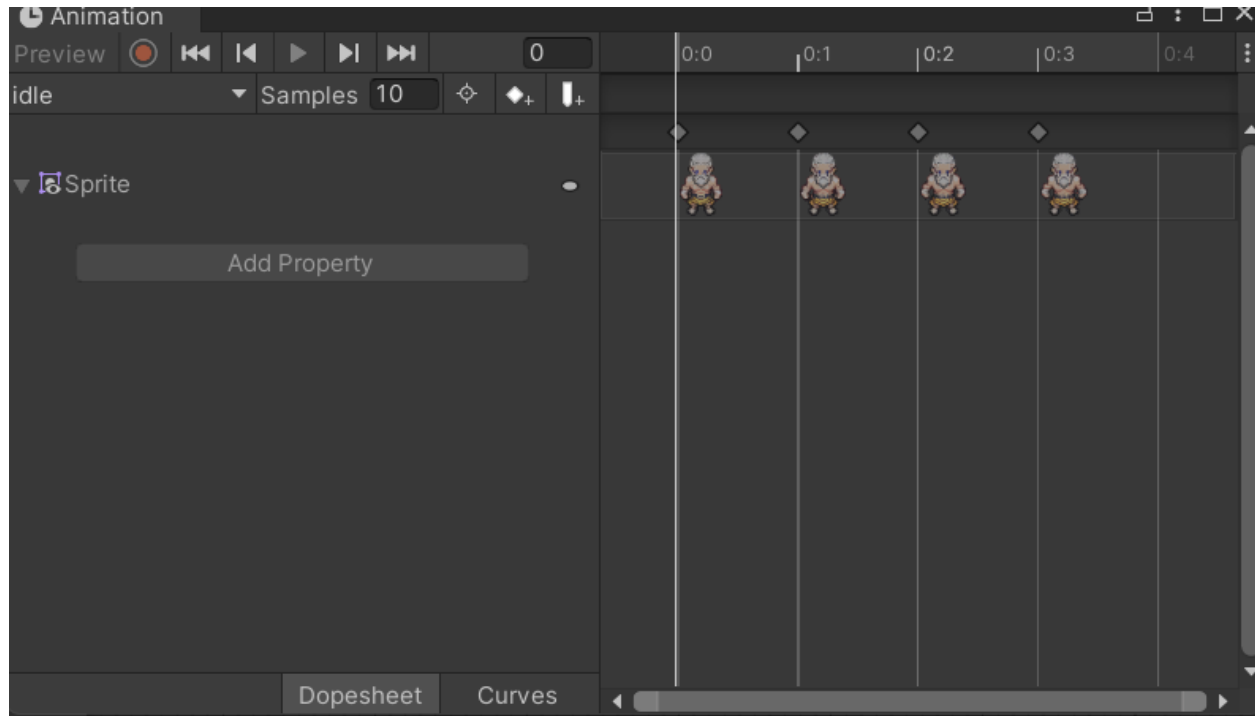 Animation
Preview 0 0:0 0:1 0:2 0:3 0:4
idle Samples 10
Sprite
Add Property
Dopesheet Curves